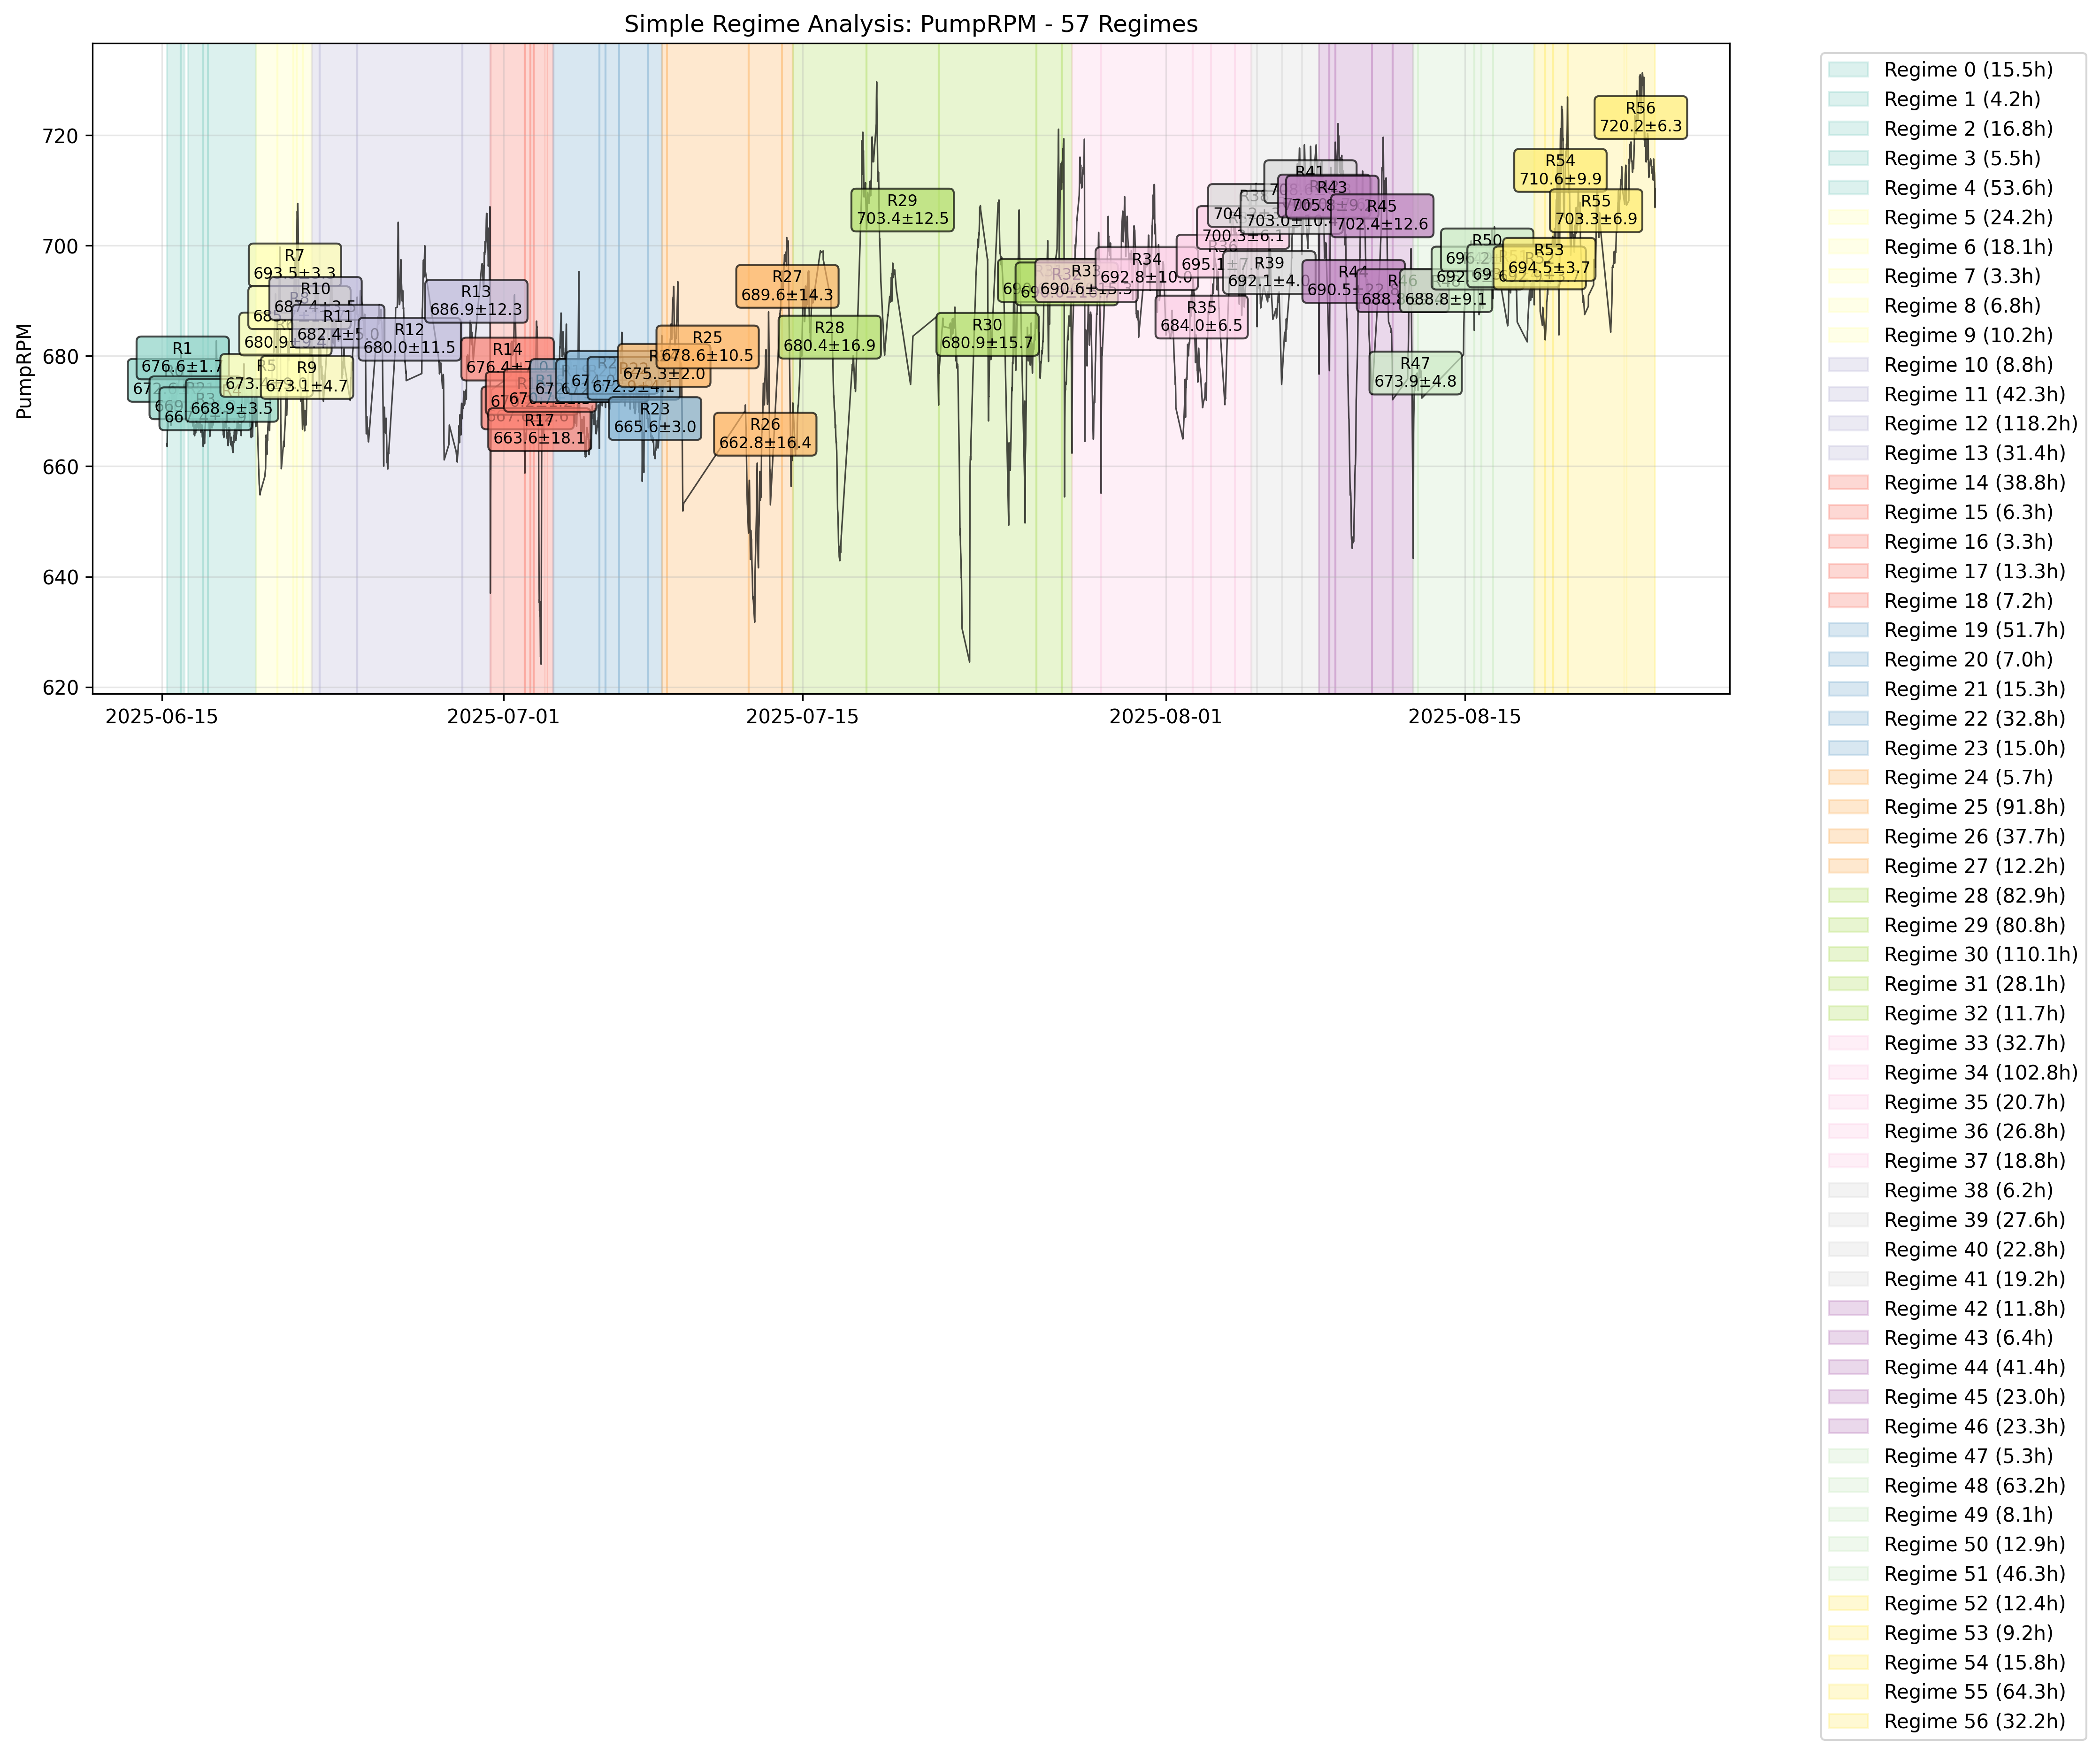 Simple Regime Analysis: PumpRPM - 57 Regimes
PumpRPM
720
700
680
660
640
620
2025-06-15
2025-07-01
2025-07-15
2025-08-01
2025-08-15
R1
676.6±1.7
R3
668.9±3.5
R5
R7
693.5±3.3
R9
673.1±4.7
R10
R11
682.4±5.0
R12
680.0±11.5
R13
686.9±12.3
R14
R17
663.6±18.1
672.9±4.1
R23
665.6±3.0
675.3±2.0
R25
678.6±10.5
R26
662.8±16.4
R27
689.6±14.3
R28
680.4±16.9
R29
703.4±12.5
R30
680.9±15.7
R33
R34
692.8±10.0
R35
684.0±6.5
R39
692.1±4.0
R41
R43
R45
702.4±12.6
R44
688.8±9.1
R47
673.9±4.8
R50
R53
694.5±3.7
R54
710.6±9.9
R55
703.3±6.9
R56
720.2±6.3
Regime 0 (15.5h)
Regime 1 (4.2h)
Regime 2 (16.8h)
Regime 3 (5.5h)
Regime 4 (53.6h)
Regime 5 (24.2h)
Regime 6 (18.1h)
Regime 7 (3.3h)
Regime 8 (6.8h)
Regime 9 (10.2h)
Regime 10 (8.8h)
Regime 11 (42.3h)
Regime 12 (118.2h)
Regime 13 (31.4h)
Regime 14 (38.8h)
Regime 15 (6.3h)
Regime 16 (3.3h)
Regime 17 (13.3h)
Regime 18 (7.2h)
Regime 19 (51.7h)
Regime 20 (7.0h)
Regime 21 (15.3h)
Regime 22 (32.8h)
Regime 23 (15.0h)
Regime 24 (5.7h)
Regime 25 (91.8h)
Regime 26 (37.7h)
Regime 27 (12.2h)
Regime 28 (82.9h)
Regime 29 (80.8h)
Regime 30 (110.1h)
Regime 31 (28.1h)
Regime 32 (11.7h)
Regime 33 (32.7h)
Regime 34 (102.8h)
Regime 35 (20.7h)
Regime 36 (26.8h)
Regime 37 (18.8h)
Regime 38 (6.2h)
Regime 39 (27.6h)
Regime 40 (22.8h)
Regime 41 (19.2h)
Regime 42 (11.8h)
Regime 43 (6.4h)
Regime 44 (41.4h)
Regime 45 (23.0h)
Regime 46 (23.3h)
Regime 47 (5.3h)
Regime 48 (63.2h)
Regime 49 (8.1h)
Regime 50 (12.9h)
Regime 51 (46.3h)
Regime 52 (12.4h)
Regime 53 (9.2h)
Regime 54 (15.8h)
Regime 55 (64.3h)
Regime 56 (32.2h)